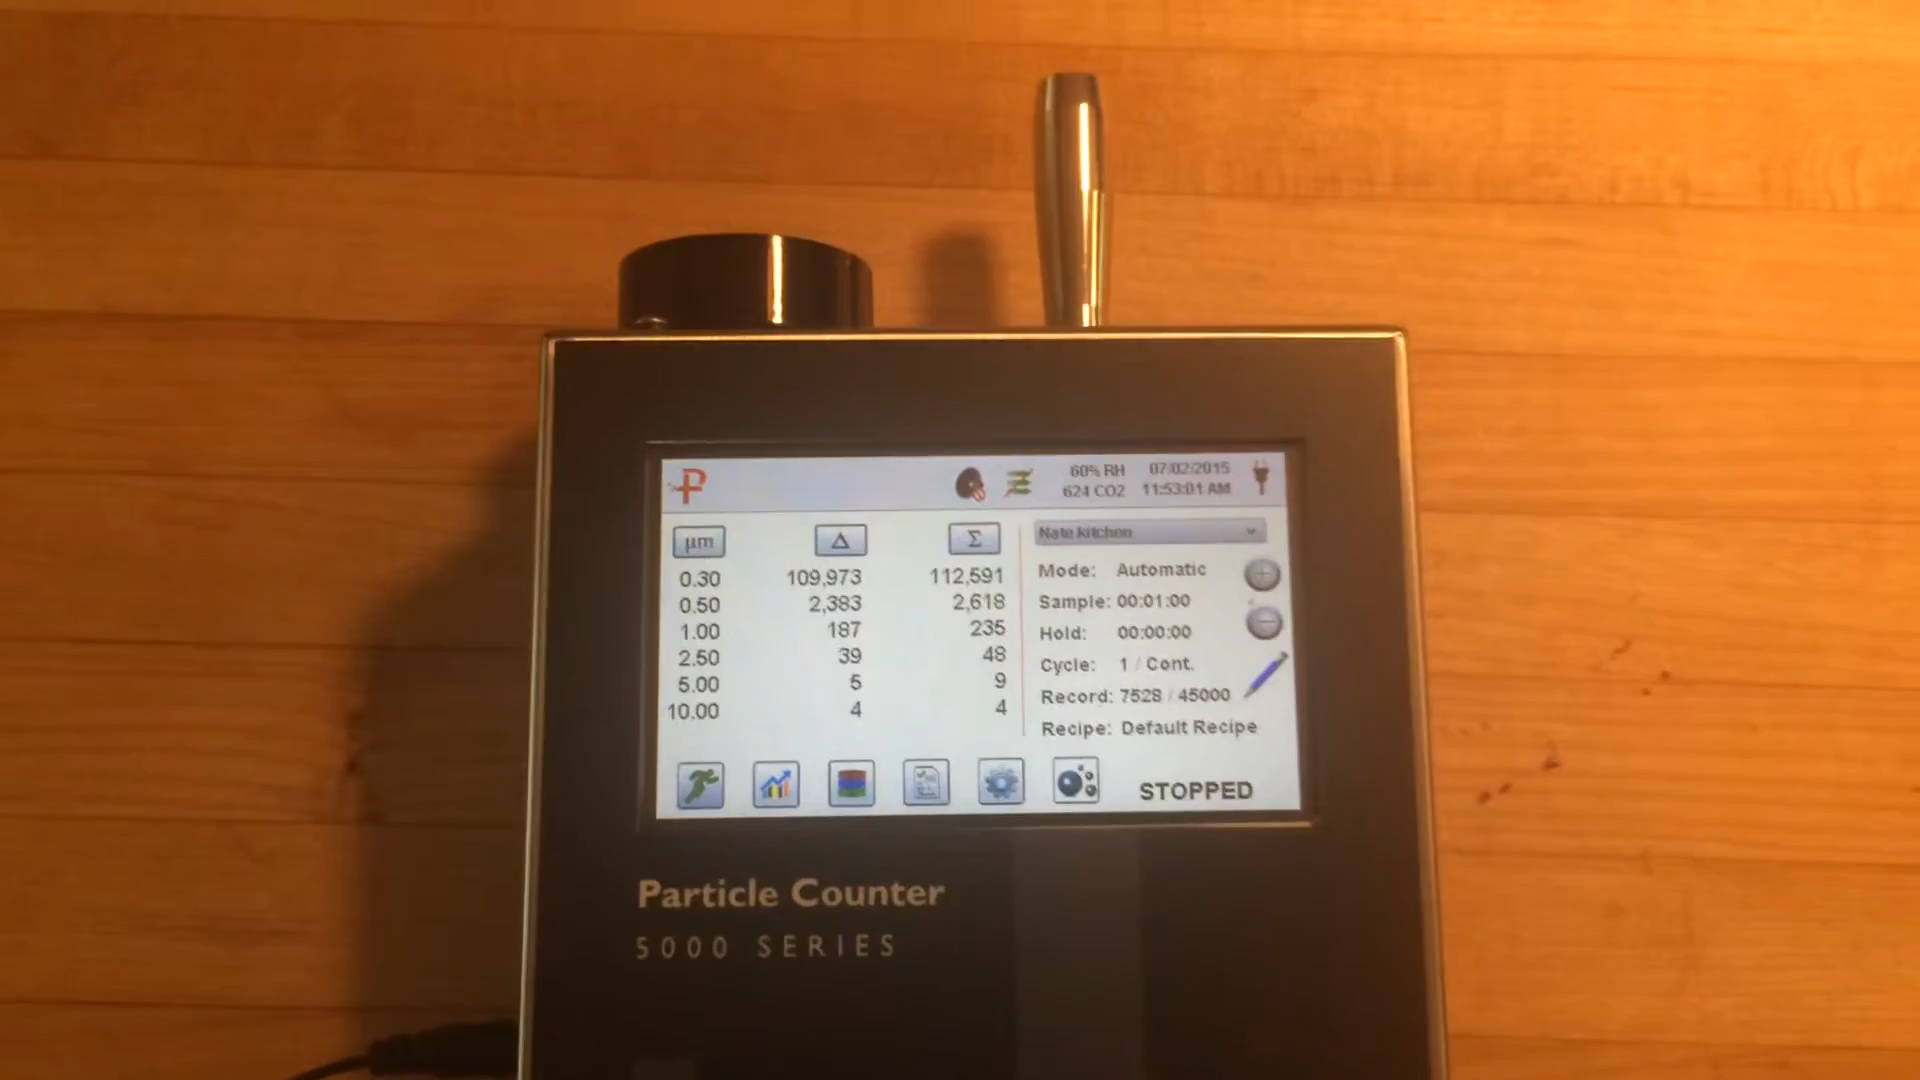 60% RH 07/02/2015
624 CO2 11:53:01 AM
Nate kitchen
µm Δ Σ
0.30 109,973 112,591
0.50 2,383 2,618
1.00 187 235
2.50 39 48
5.00 5 9
10.00 4 4
Mode: Automatic
Sample: 00:01:00
Hold: 00:00:00
Cycle: 1 / Cont.
Record: 7528 / 45000
Recipe: Default Recipe
STOPPED
Particle Counter
5000 SERIES